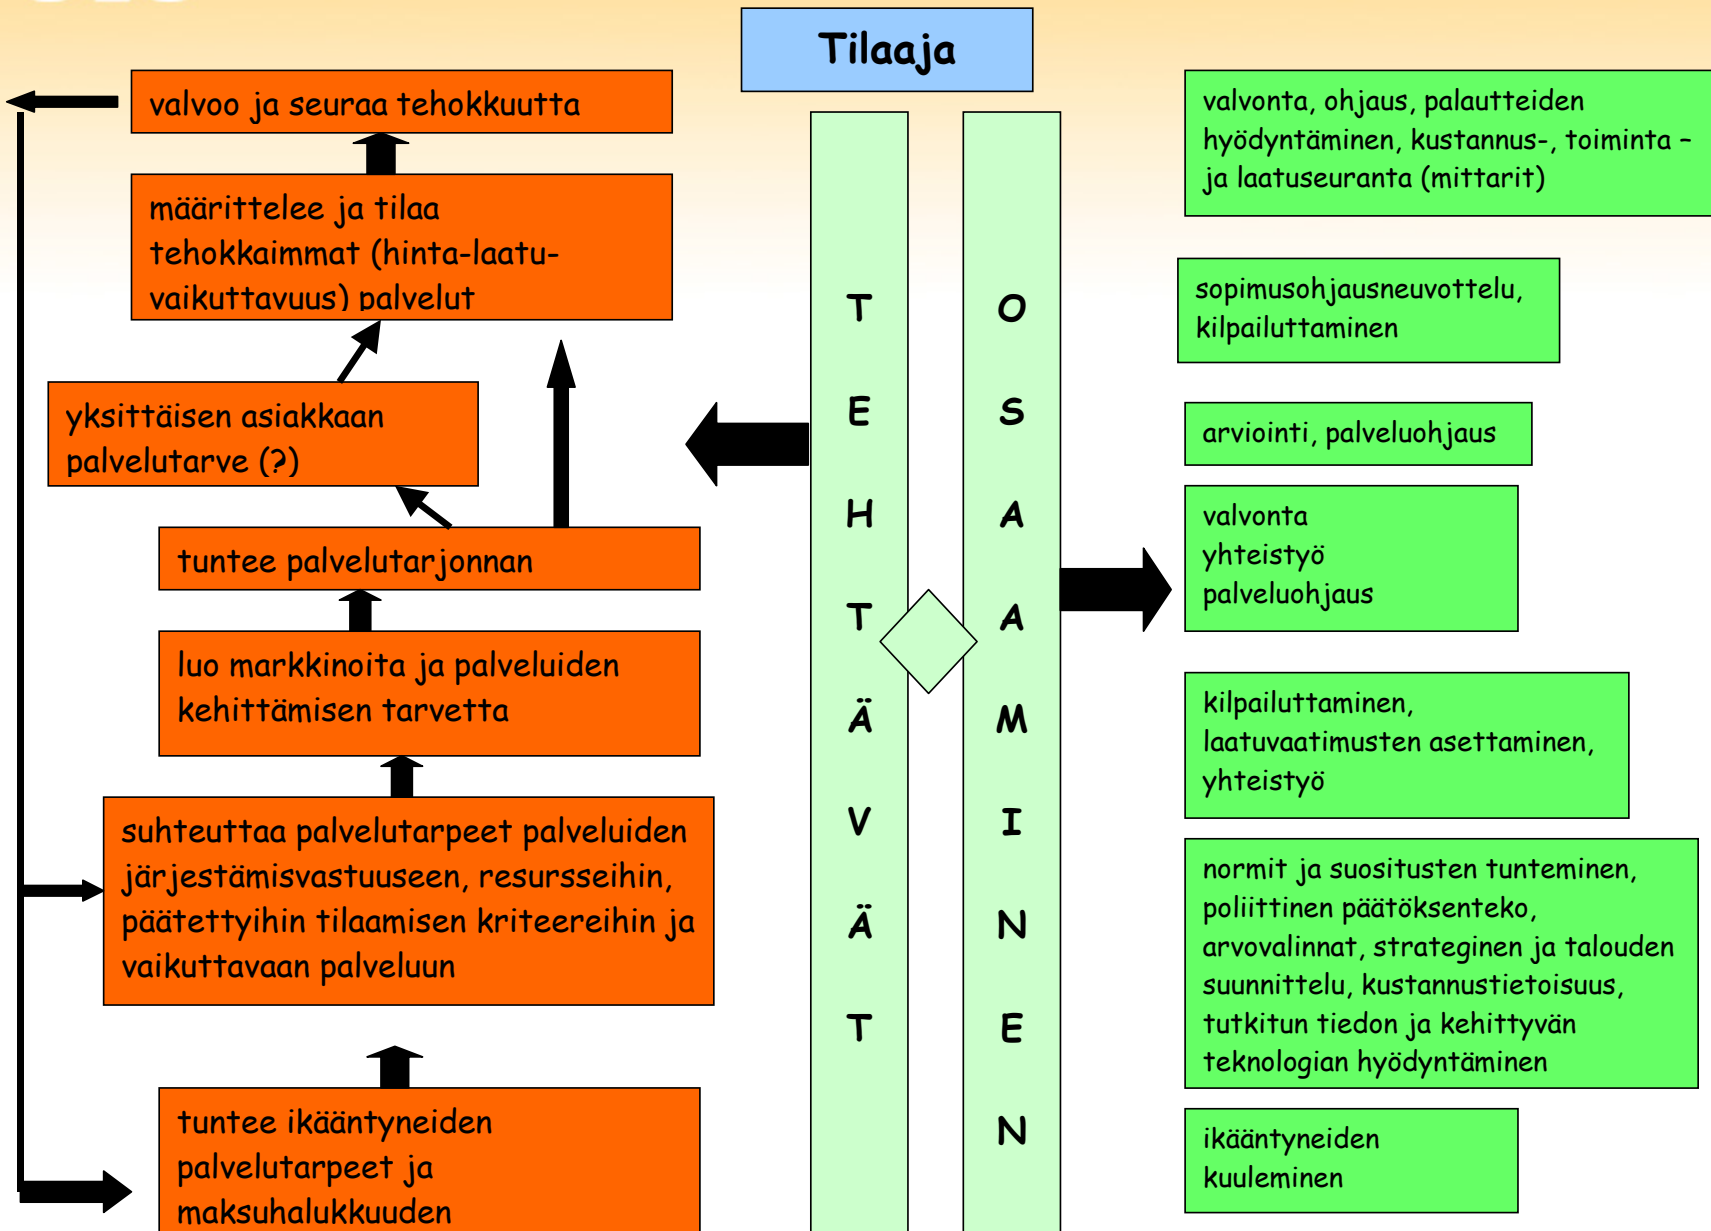 Tilaaja
valvoo ja seuraa tehokkuutta
määrittelee ja tilaa
tehokkaimmat (hinta-laatu-
vaikuttavuus) palvelut
yksittäisen asiakkaan
palvelutarve (?)
tuntee palvelutarjonnan
luo markkinoita ja palveluiden
kehittämisen tarvetta
suhteuttaa palvelutarpeet palveluiden
järjestämisvastuuseen, resursseihin,
päätettyihin tilaamisen kriteereihin ja
vaikuttavaan palveluun
tuntee ikääntyneiden
palvelutarpeet ja
maksuhalukkuuden
T
E
H
T
Ä
V
Ä
T
O
S
A
A
M
I
N
E
N
valvonta, ohjaus, palautteiden
hyödyntäminen, kustannus-, toiminta –
ja laatuseuranta (mittarit)
sopimusohjausneuvottelu,
kilpailuttaminen
arviointi, palveluohjaus
valvonta
yhteistyö
palveluohjaus
kilpailuttaminen,
laatuvaatimusten asettaminen,
yhteistyö
normit ja suositusten tunteminen,
poliittinen päätöksenteko,
arvovalinnat, strateginen ja talouden
suunnittelu, kustannustietoisuus,
tutkitun tiedon ja kehittyvän
teknologian hyödyntäminen
ikääntyneiden
kuuleminen